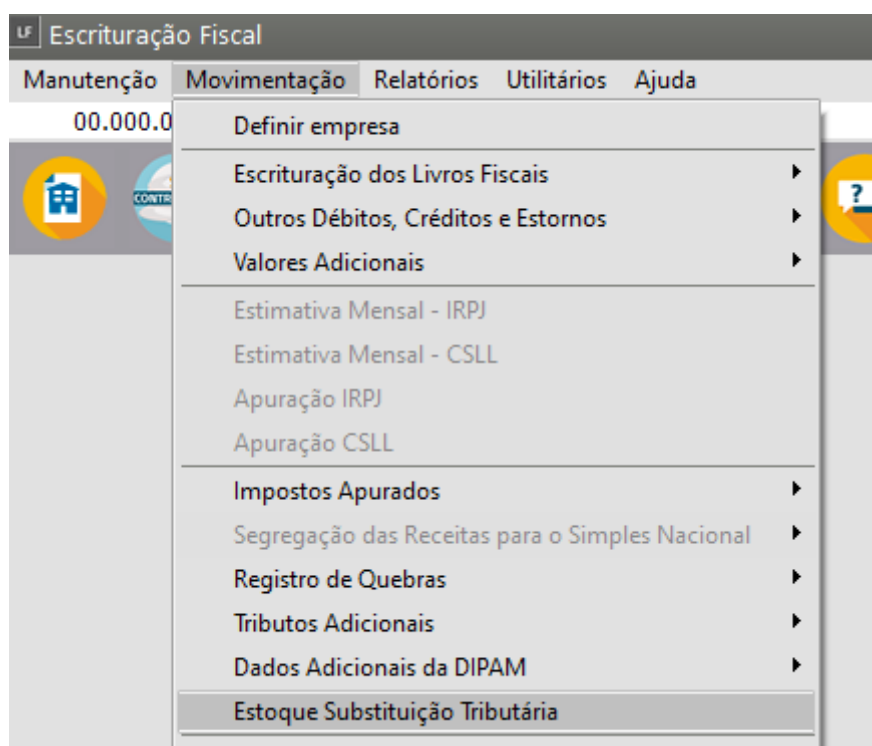 LF Escrituração Fiscal
Manutenção Movimentação Relatórios Utilitários Ajuda
00.000.0
Definir empresa
CONTR
Escrituração dos Livros Fiscais
?
Outros Débitos, Créditos e Estornos
Valores Adicionais
Estimativa Mensal - IRPJ
Estimativa Mensal - CSLL
Apuração IRPJ
Apuração CSLL
Impostos Apurados
Segregação das Receitas para o Simples Nacional
Registro de Quebras
Tributos Adicionais
Dados Adicionais da DIPAM
Estoque Substituição Tributária